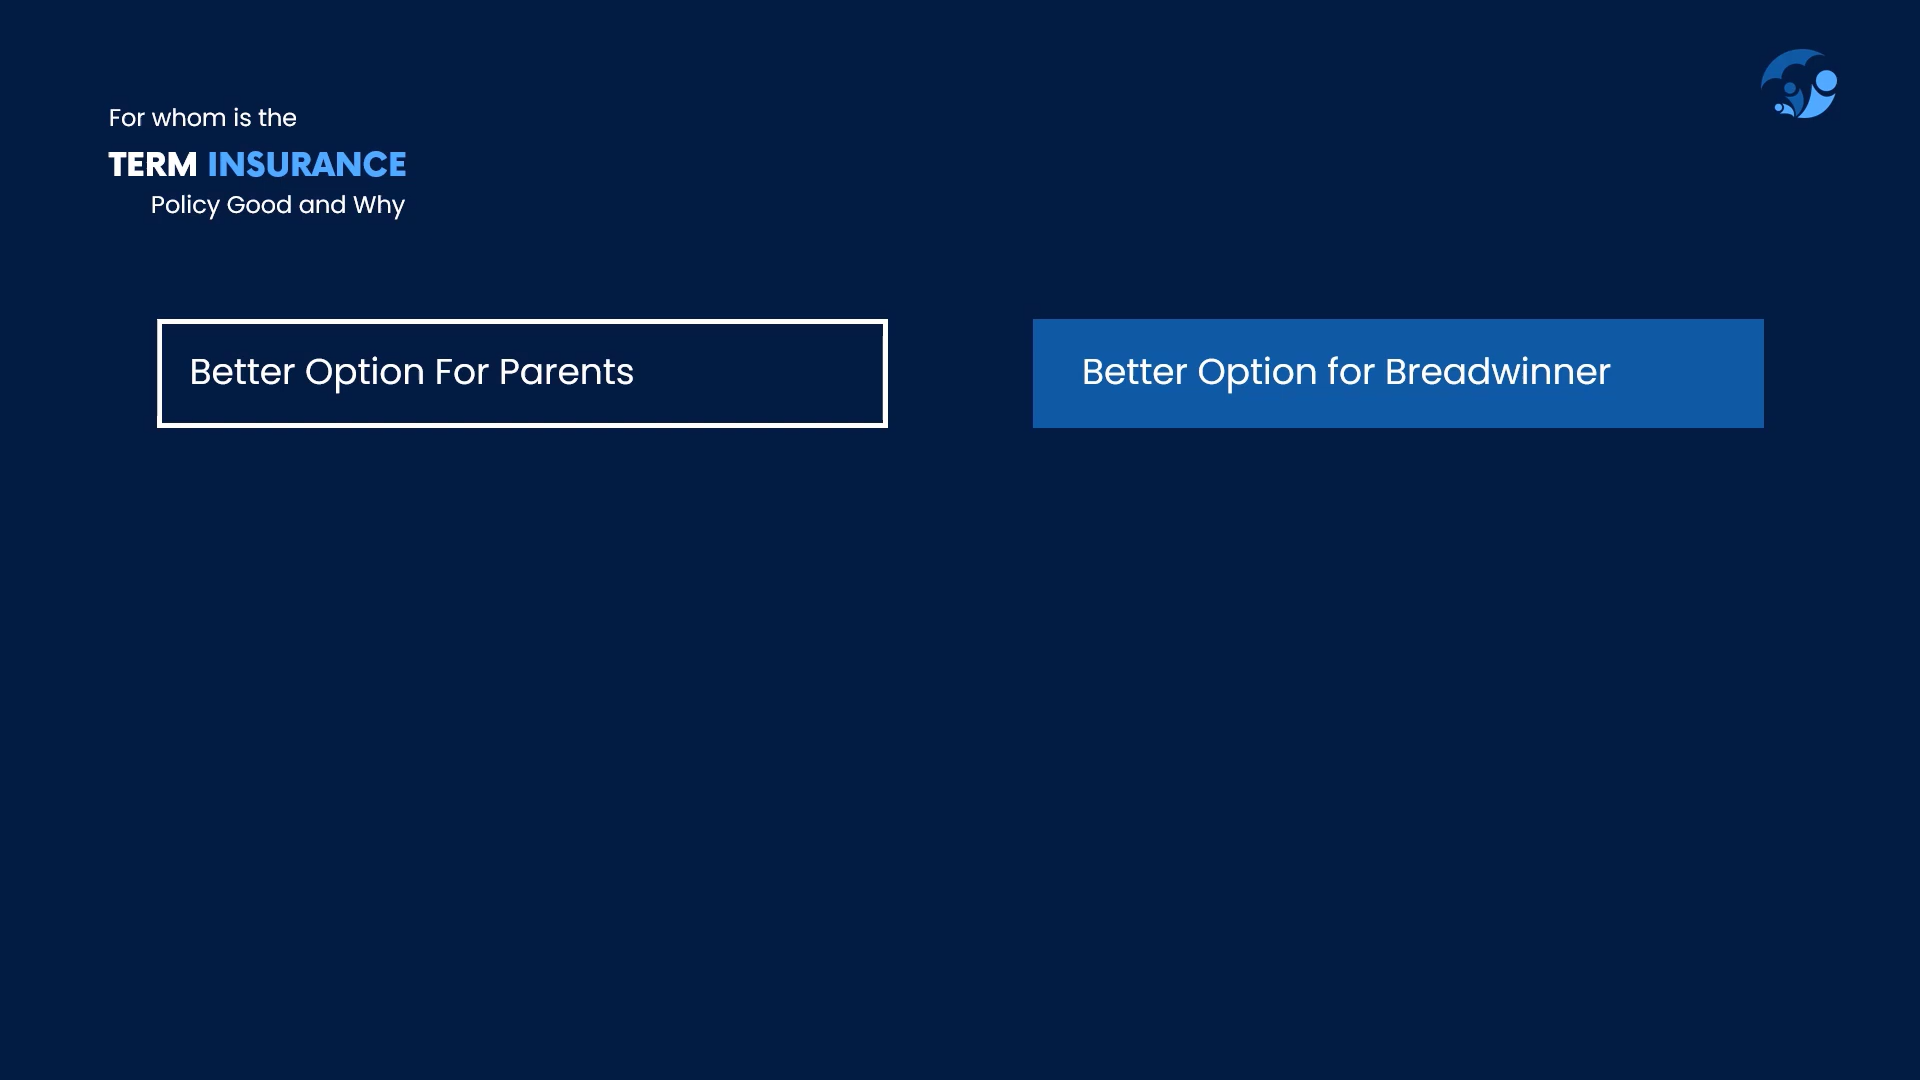 For whom is the
TERM INSURANCE
Policy Good and Why
Better Option For Parents
Better Option for Breadwinner